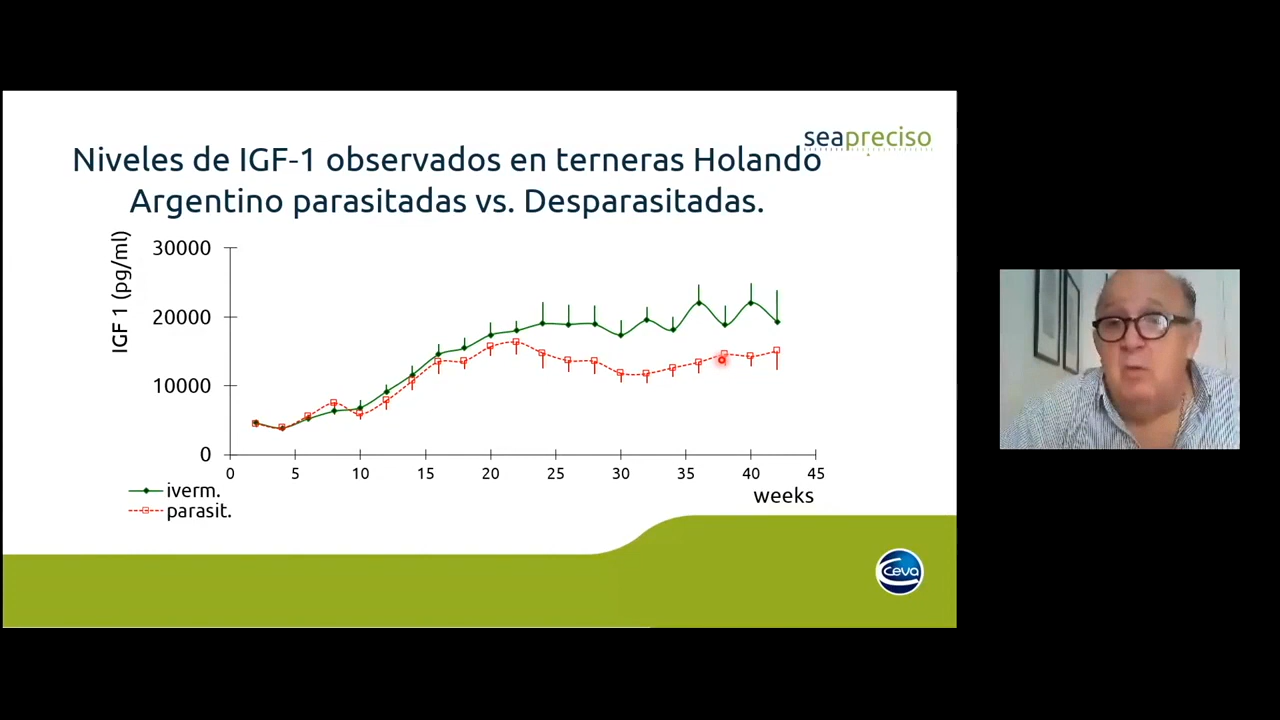 seapreciso
Niveles de IGF-1 observados en terneras Holando
Argentino parasitadas vs. Desparasitadas.
IGF 1 (pg/ml)
30000
20000
10000
0
0 5 10 15 20 25 30 35 40 45
weeks
iverm.
parasit.
Ceva